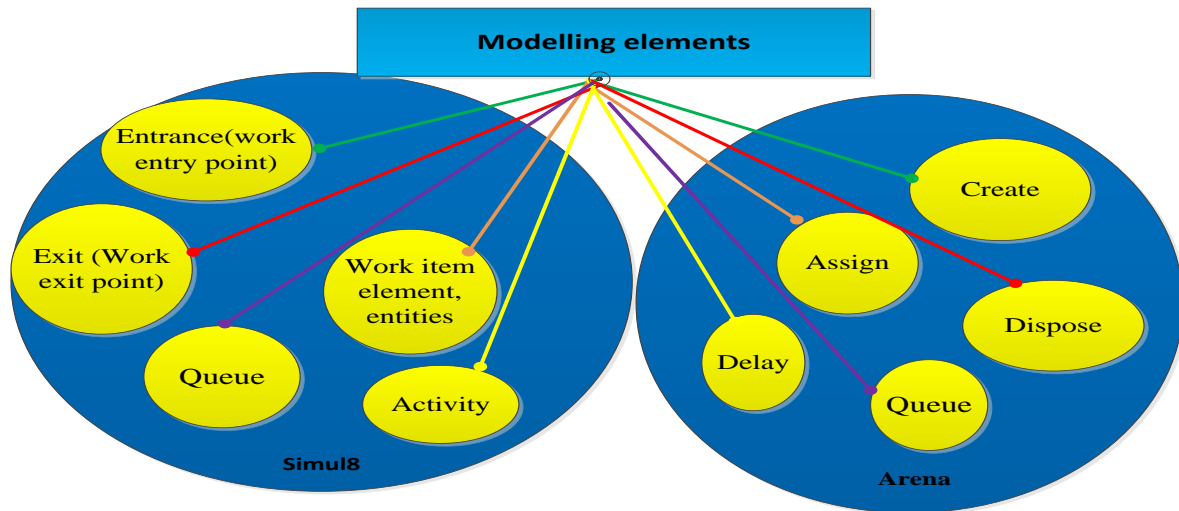 Modelling elements
Entrance(work
entry point)
Exit (Work
exit point)
Work item
element,
entities
Queue
Activity
Simul8
Create
Assign
Dispose
Delay
Queue
Arena